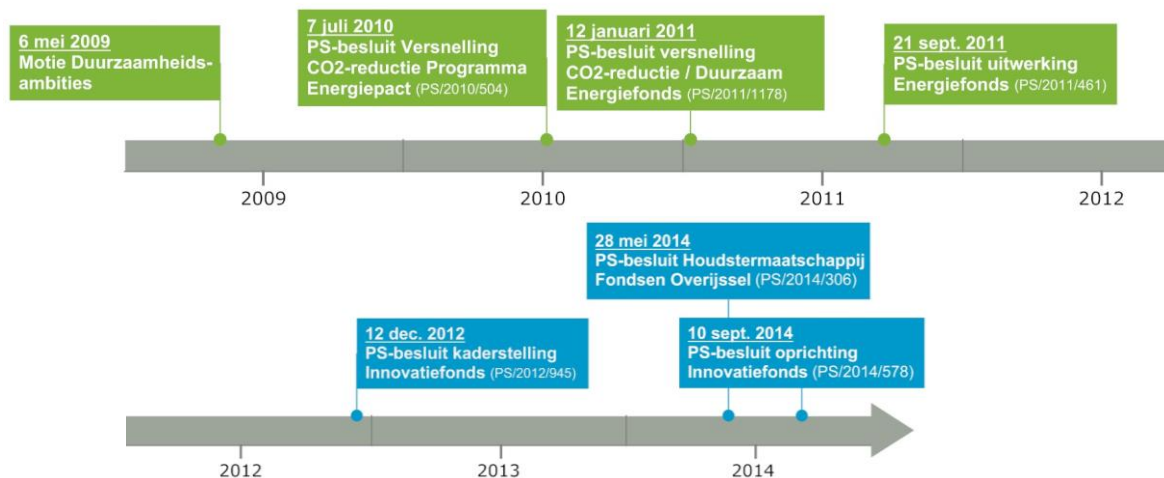 6 mei 2009
Motie Duurzaamheids-
ambities
7 juli 2010
PS-besluit Versnelling
CO2-reductie Programma
Energiepact (PS/2010/504)
12 januari 2011
PS-besluit versnelling
CO2-reductie / Duurzaam
Energiefonds (PS/2011/1178)
21 sept. 2011
PS-besluit uitwerking
Energiefonds (PS/2011/461)
2009
2010
2011
2012
28 mei 2014
PS-besluit Houdstermaatschappij
Fondsen Overijssel (PS/2014/306)
12 dec. 2012
PS-besluit kaderstelling
Innovatiefonds (PS/2012/945)
10 sept. 2014
PS-besluit oprichting
Innovatiefonds (PS/2014/578)
2012
2013
2014